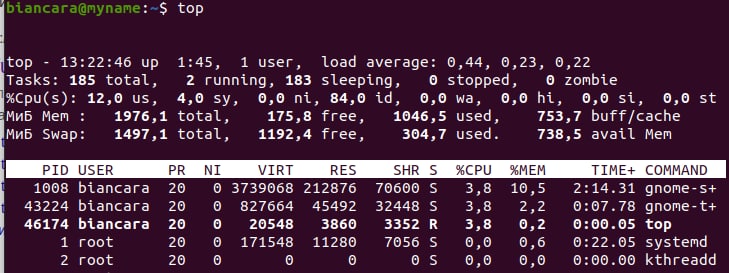 biancara@myname:~$ top
top - 13:22:46 up  1:45,  1 user,  load average: 0,44, 0,23, 0,22
Tasks: 185 total,   2 running, 183 sleeping,   0 stopped,   0 zombie
%Cpu(s): 12,0 us,  4,0 sy,  0,0 ni, 84,0 id,  0,0 wa,  0,0 hi,  0,0 si,  0,0 st
МиБ Mem :   1976,1 total,    175,8 free,   1046,5 used,    753,7 buff/cache
МиБ Swap:   1497,1 total,   1192,4 free,    304,7 used.    738,5 avail Mem
PID USER      PR  NI    VIRT    RES    SHR S  %CPU  %MEM     TIME+ COMMAND
1008 biancara  20   0 3739068 212876  70600 S   3,8  10,5   2:14.31 gnome-s+
43224 biancara  20   0  827664  45492  32448 S   3,8   2,2   0:07.78 gnome-t+
46174 biancara  20   0   20548   3860   3352 R   3,8   0,2   0:00.05 top
1 root      20   0  171548  11280   7056 S   0,0   0,6   0:22.05 systemd
2 root      20   0       0      0      0 S   0,0   0,0   0:00.00 kthreadd